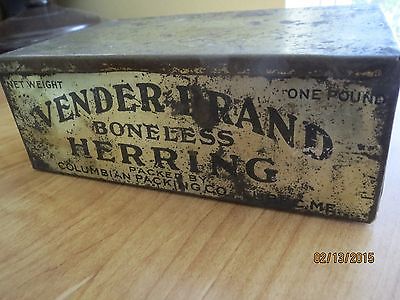 NET WEIGHT ONE POUND
VENDER BRAND
BONELESS
HERRING
PACKED BY
COLUMBIAN PACKING CO. ME.
02/13/2015